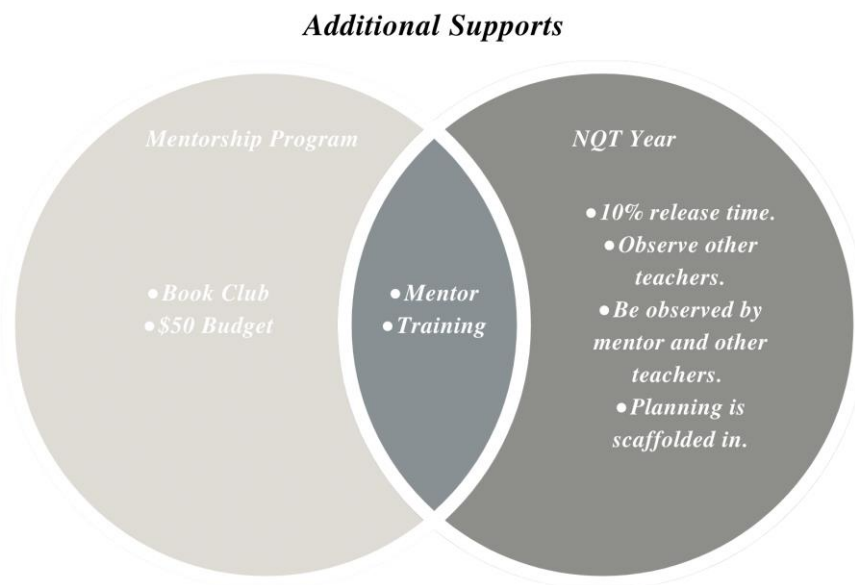 Additional Supports
Mentorship Program
● Book Club
● $50 Budget
● Mentor
● Training
NQT Year
● 10% release time.
● Observe other
teachers.
● Be observed by
mentor and other
teachers.
● Planning is
scaffolded in.